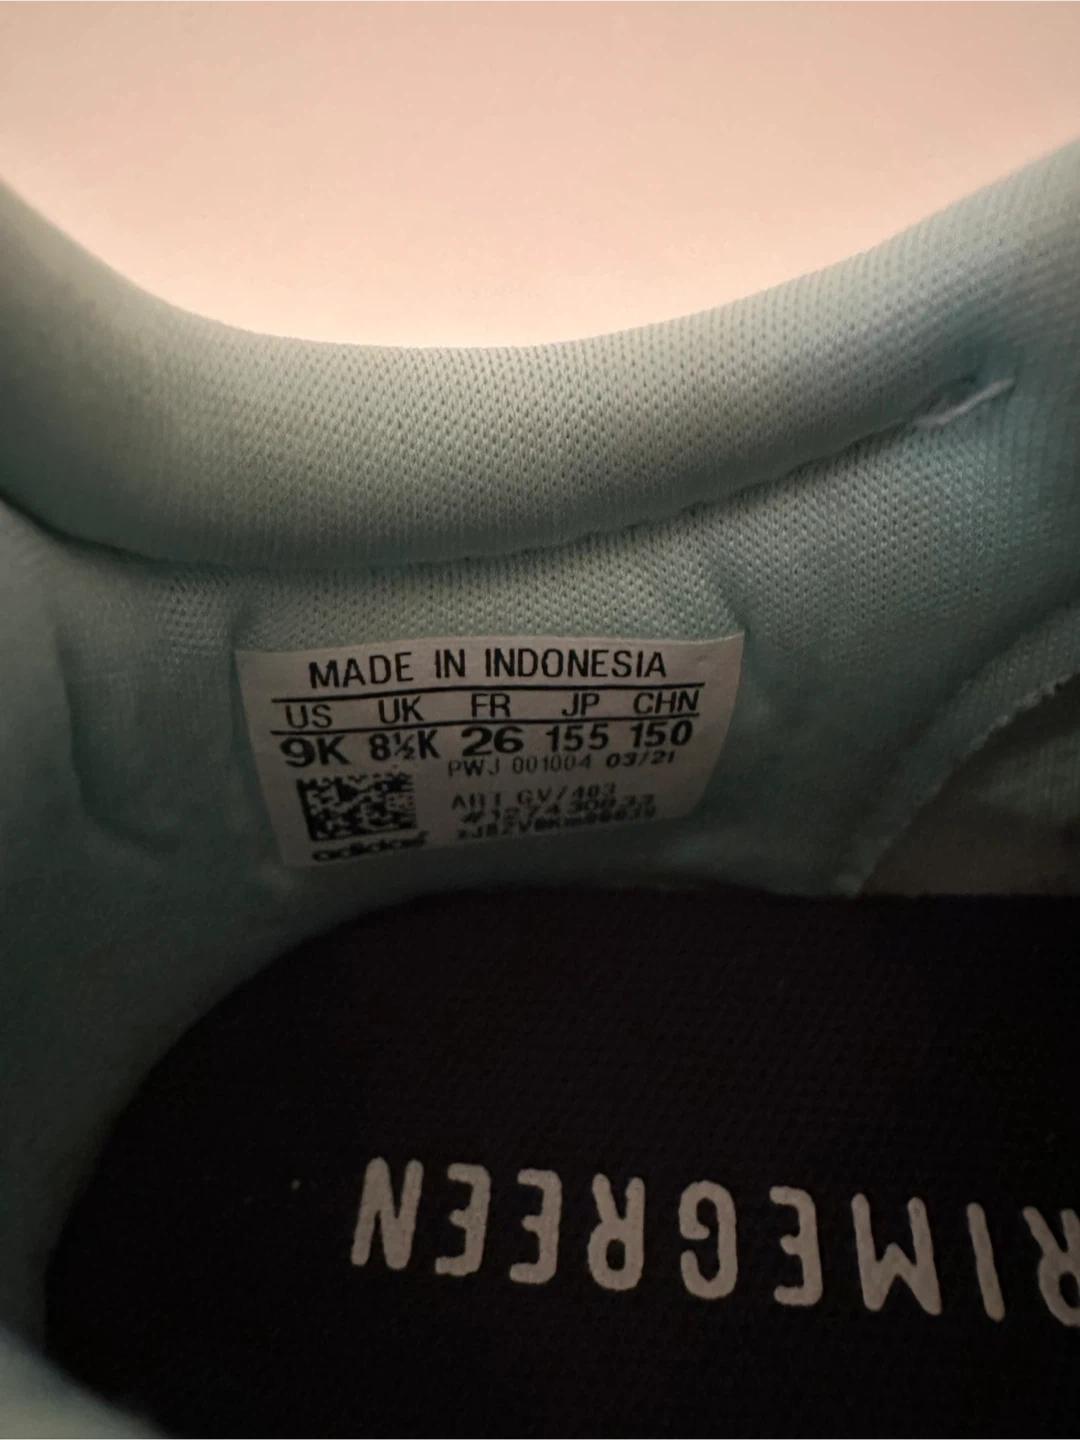 MADE IN INDONESIA
US UK FR JP CHN
9K 8½K 26 155 150
PWJ 001004 03/21
ART
adidas
RIMEGREEN